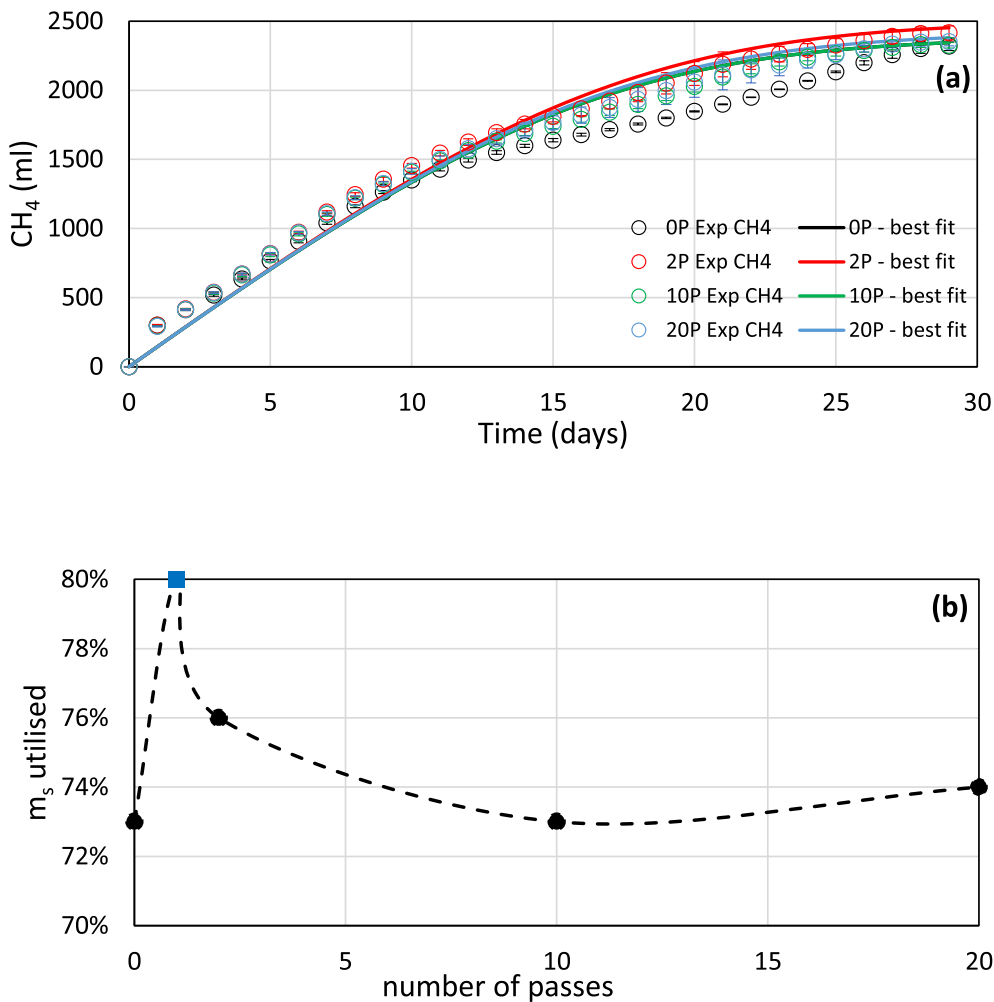 2500
2000
1500
1000
500
0
CH₄ (ml)
(a)
0P Exp CH4
0P - best fit
2P Exp CH4
2P - best fit
10P Exp CH4
10P - best fit
20P Exp CH4
20P - best fit
0 5 10 15 20 25 30
Time (days)
80%
78%
76%
74%
72%
70%
mₛ utilised
(b)
0 5 10 15 20
number of passes